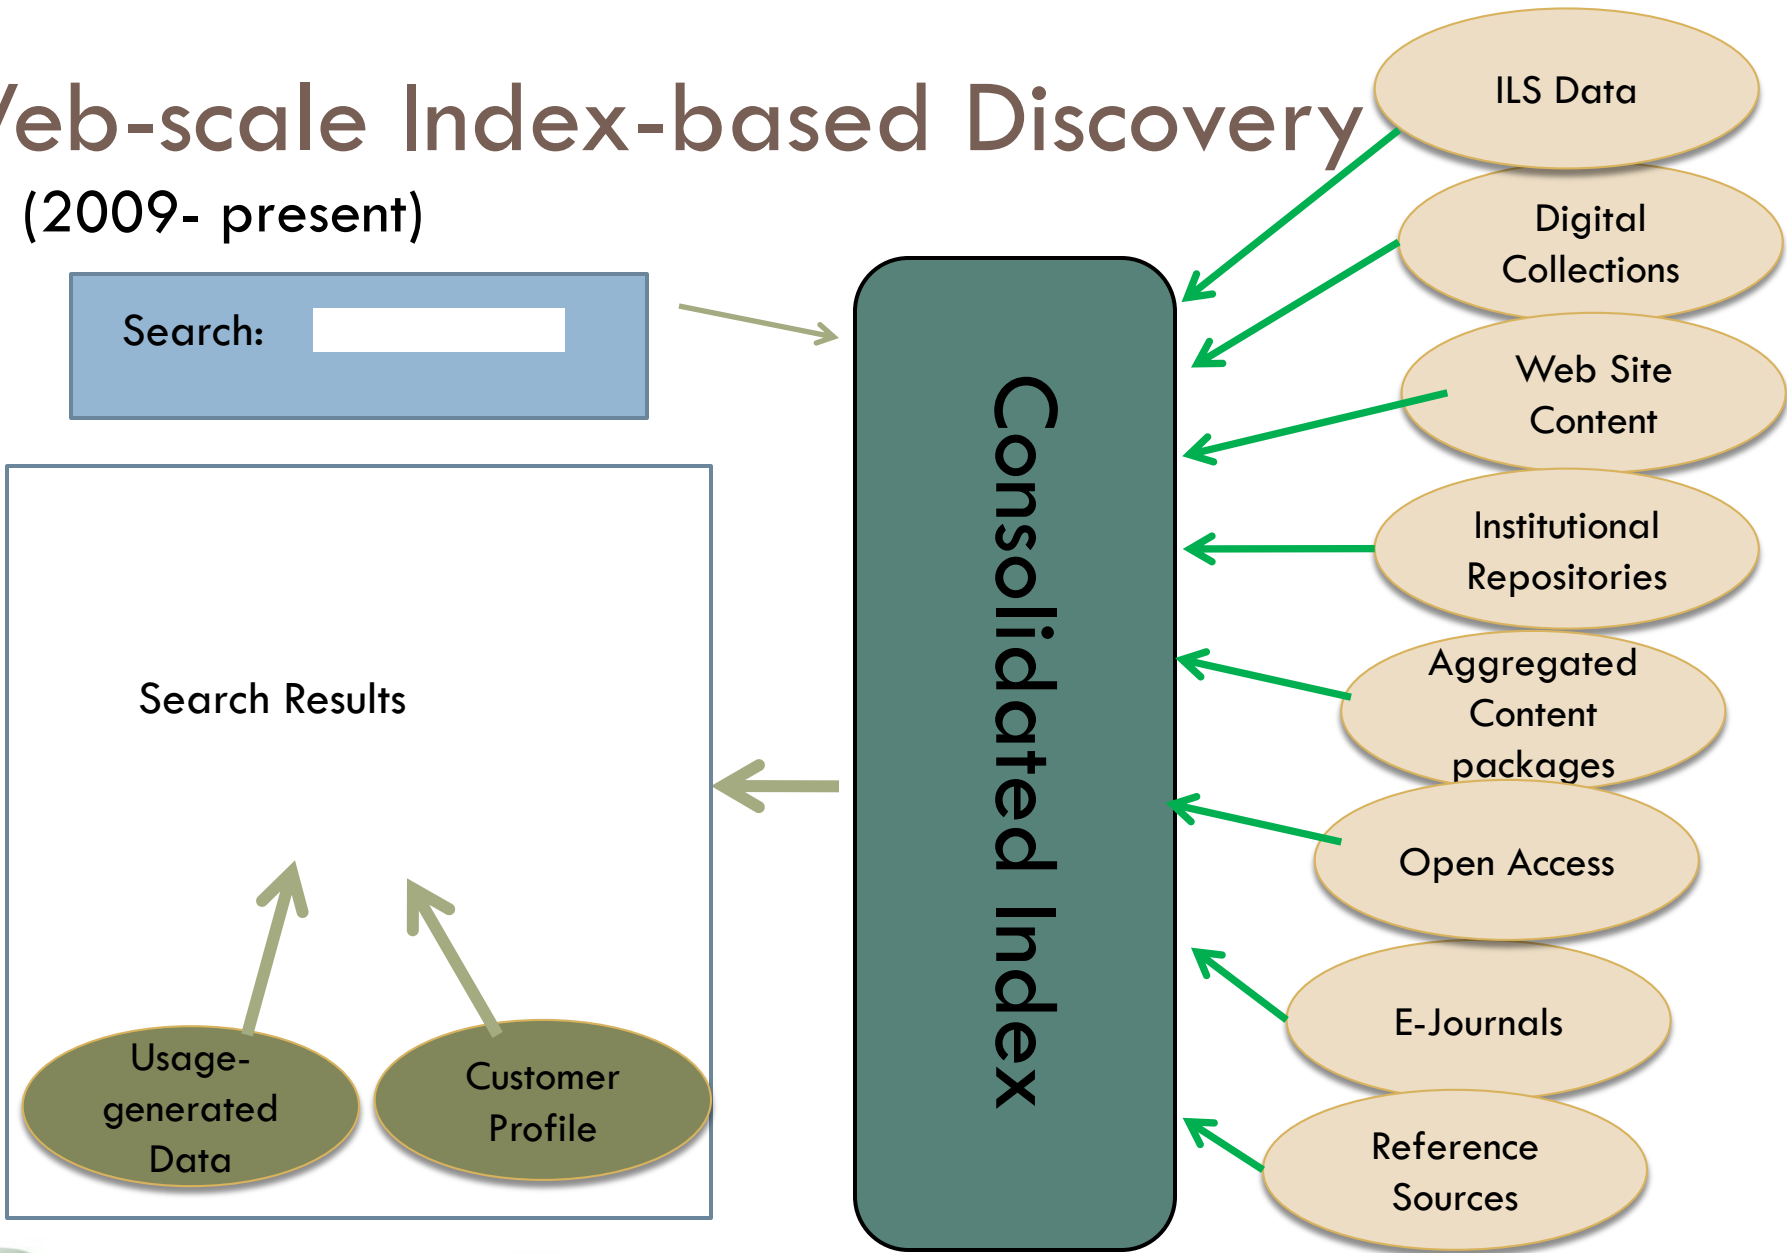 eb-scale Index-based Discovery
(2009- present)
Search:
Search Results
Usage-
generated
Data
Customer
Profile
Consolidated Index
ILS Data
Digital
Collections
Web Site
Content
Institutional
Repositories
Aggregated
Content
packages
Open Access
E-Journals
Reference
Sources